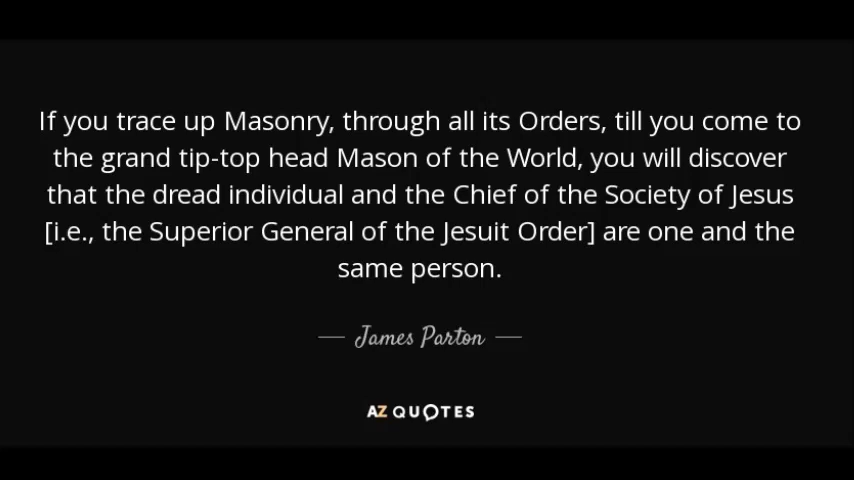 If you trace up Masonry, through all its Orders, till you come to
the grand tip-top head Mason of the World, you will discover
that the dread individual and the Chief of the Society of Jesus
[i.e., the Superior General of the Jesuit Order] are one and the
same person.
— James Parton —
AZ QUOTES